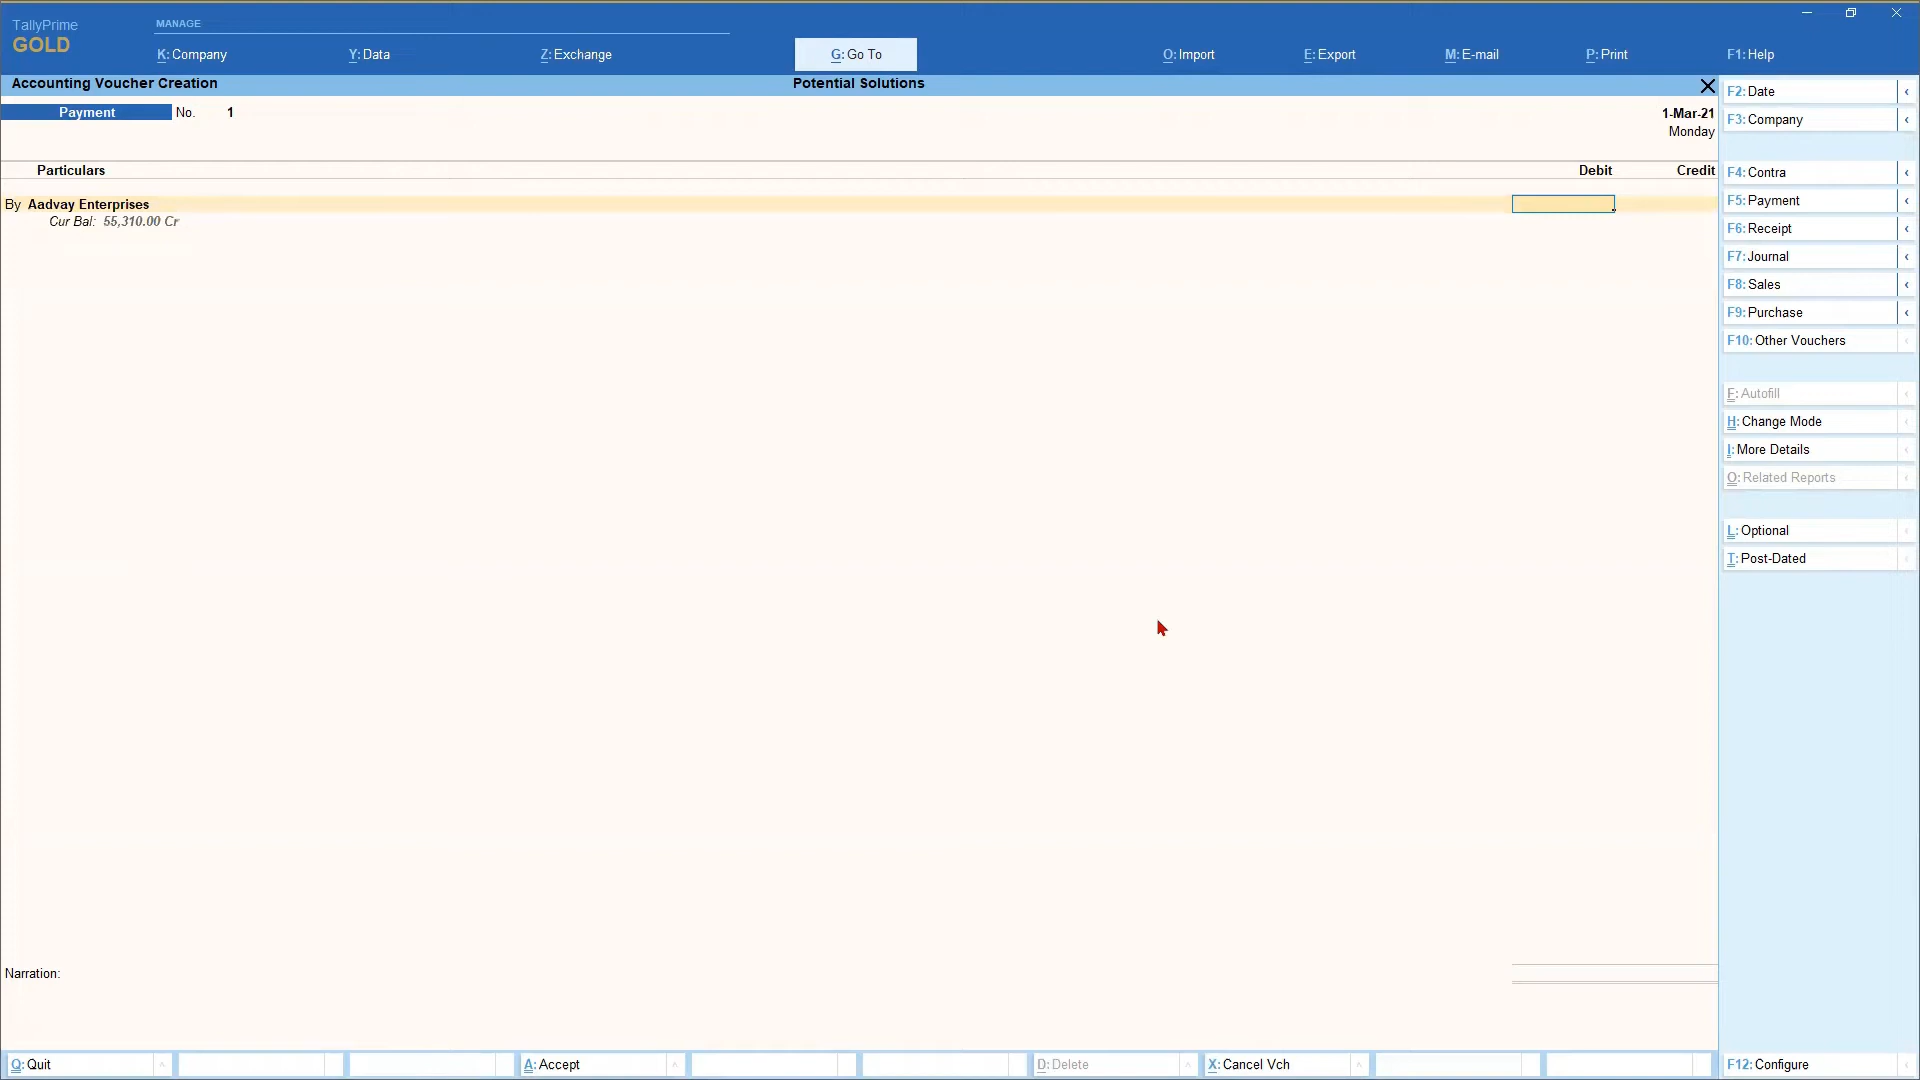 TallyPrime
GOLD
MANAGE
K: Company
Y: Data
Z: Exchange
G: Go To
O: Import
E: Export
M: E-mail
P: Print
F1: Help
Accounting Voucher Creation
Potential Solutions
Payment No. 1
1-Mar-21
Monday
Particulars
Debit
Credit
By Aadvay Enterprises
Cur Bal: 55,310.00 Cr
Narration:
F2: Date
F3: Company
F4: Contra
F5: Payment
F6: Receipt
F7: Journal
F8: Sales
F9: Purchase
F10: Other Vouchers
F: Autofill
H: Change Mode
I: More Details
O: Related Reports
L: Optional
T: Post-Dated
Q: Quit
A: Accept
D: Delete
X: Cancel Vch
F12: Configure